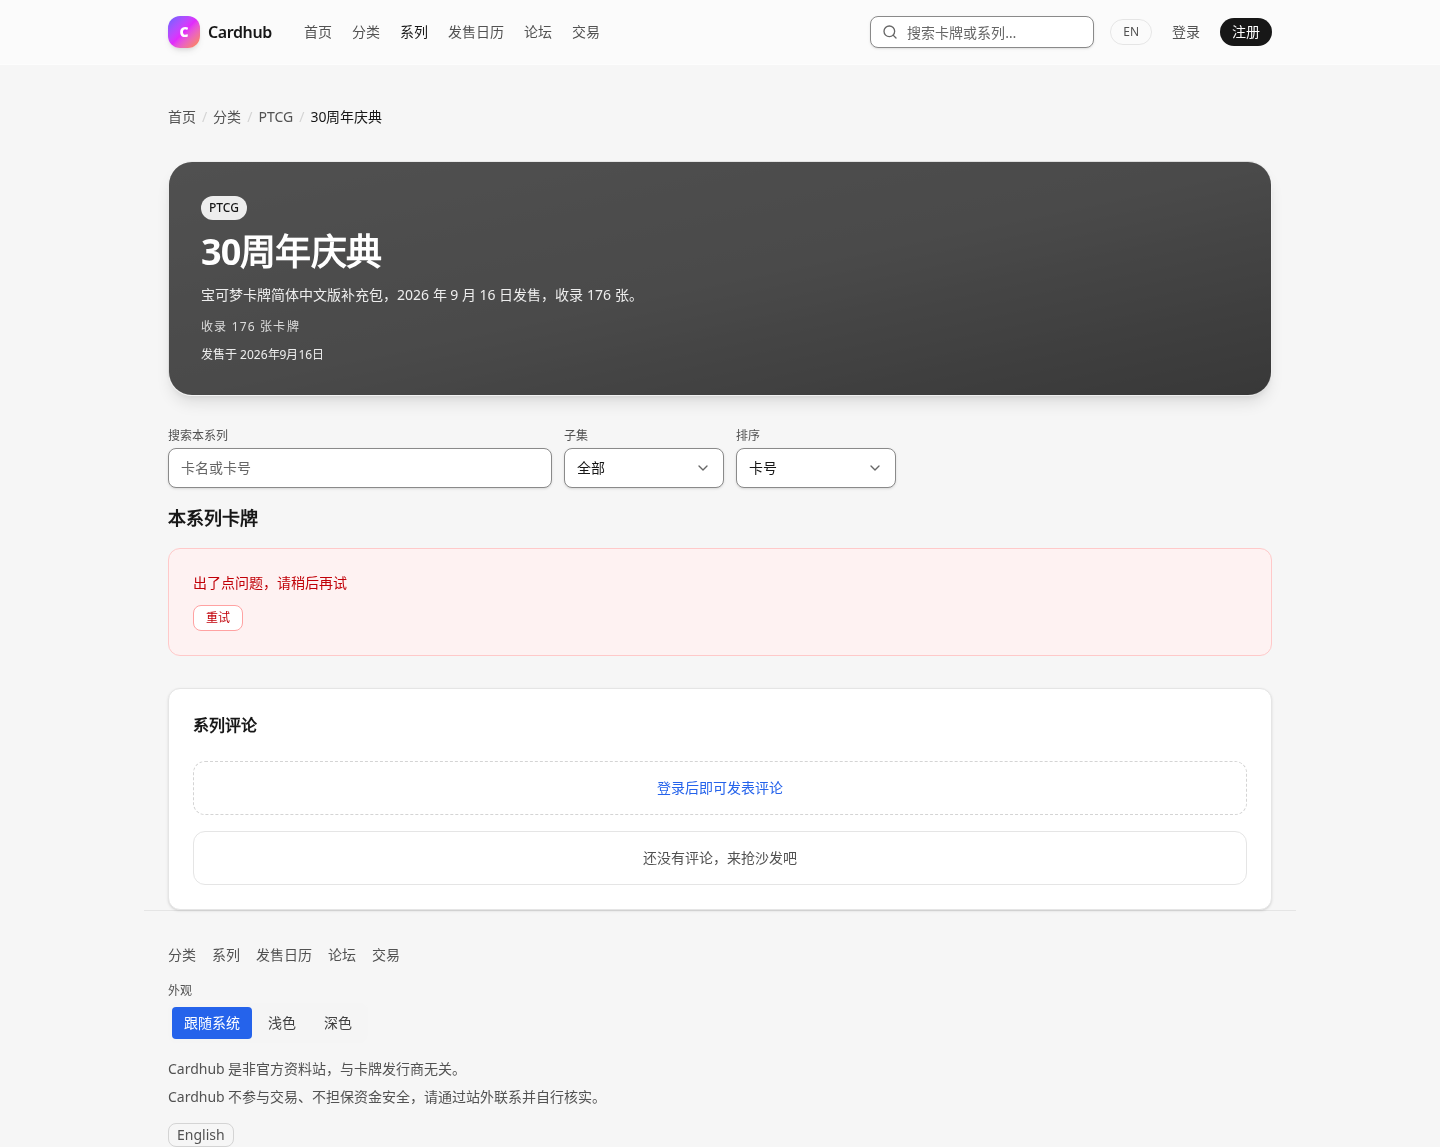 C Cardhub 首页 分类 系列 发售日历 论坛 交易 搜索卡牌或系列... EN 登录 注册
首页 / 分类 / PTCG / 30周年庆典
PTCG
30周年庆典
宝可梦卡牌简体中文版补充包，2026 年 9 月 16 日发售，收录 176 张。
收录 176 张卡牌
发售于 2026年9月16日
搜索本系列 子集 排序
卡名或卡号 全部 卡号
本系列卡牌
出了点问题，请稍后再试
重试
系列评论
登录后即可发表评论
还没有评论，来抢沙发吧
分类 系列 发售日历 论坛 交易
外观
跟随系统 浅色 深色
Cardhub 是非官方资料站，与卡牌发行商无关。
Cardhub 不参与交易、不担保资金安全，请通过站外联系并自行核实。
English